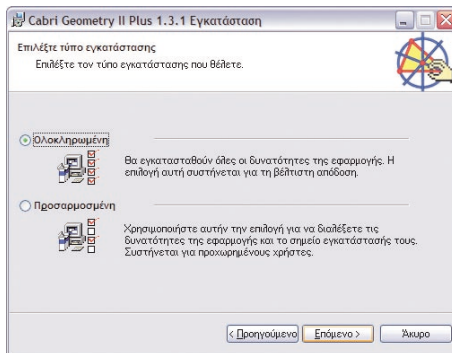 Cabri Geometry II Plus 1.3.1 Εγκατάσταση
Επιλέξτε τύπο εγκατάστασης
Επιλέξτε τον τύπο εγκατάστασης που θέλετε.
Ολοκληρωμένη
Θα εγκατασταθούν όλες οι δυνατότητες της εφαρμογής. Η
επιλογή αυτή συστήνεται για τη βέλτιστη απόδοση.
Προσαρμοσμένη
Χρησιμοποιήστε αυτήν την επιλογή για να διαλέξετε τις
δυνατότητες της εφαρμογής και το σημείο εγκατάστασής τους.
Συστήνεται για προχωρημένους χρήστες.
< Προηγούμενο Επόμενο > Άκυρο